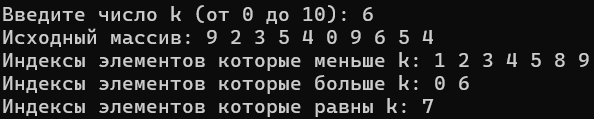 Введите число k (от 0 до 10): 6
Исходный массив: 9 2 3 5 4 0 9 6 5 4
Индексы элементов которые меньше k: 1 2 3 4 5 8 9
Индексы элементов которые больше k: 0 6
Индексы элементов которые равны k: 7